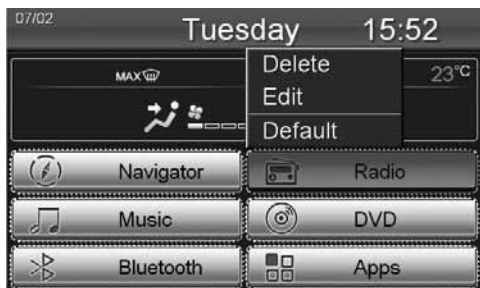 07/02 Tuesday 15:52
MAX
23°C
Delete
Edit
Default
Navigator Radio
Music DVD
Bluetooth Apps